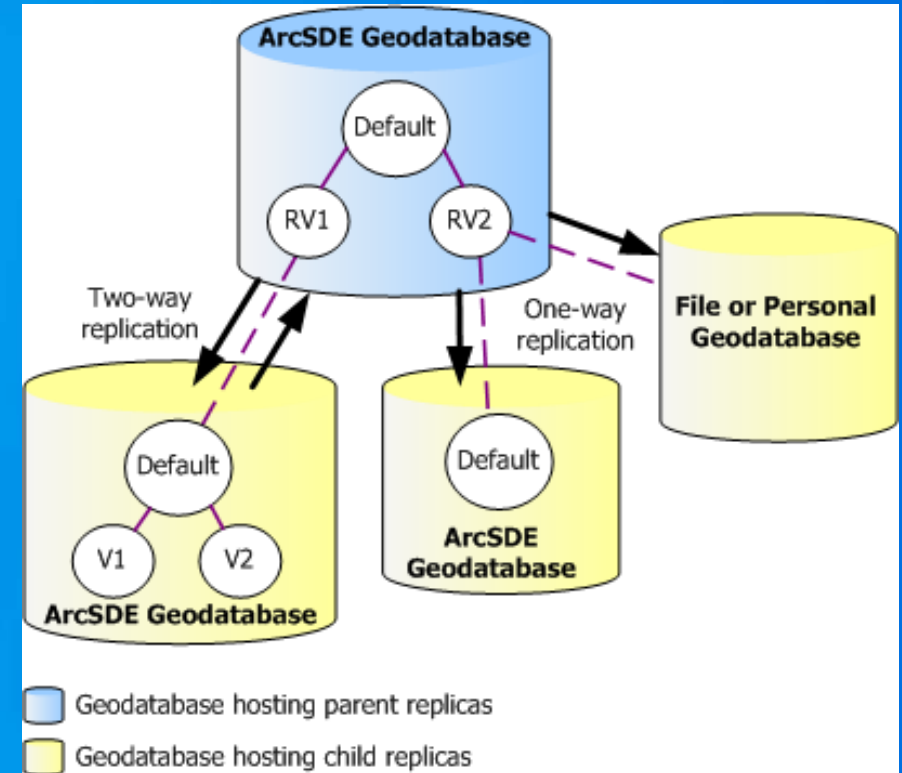 ArcSDE Geodatabase
Default
RV1
RV2
Two-way
replication
One-way
replication
File or Personal
Geodatabase
Default
V1
V2
ArcSDE Geodatabase
Default
ArcSDE
Geodatabase
Geodatabase hosting parent replicas
Geodatabase hosting child replicas